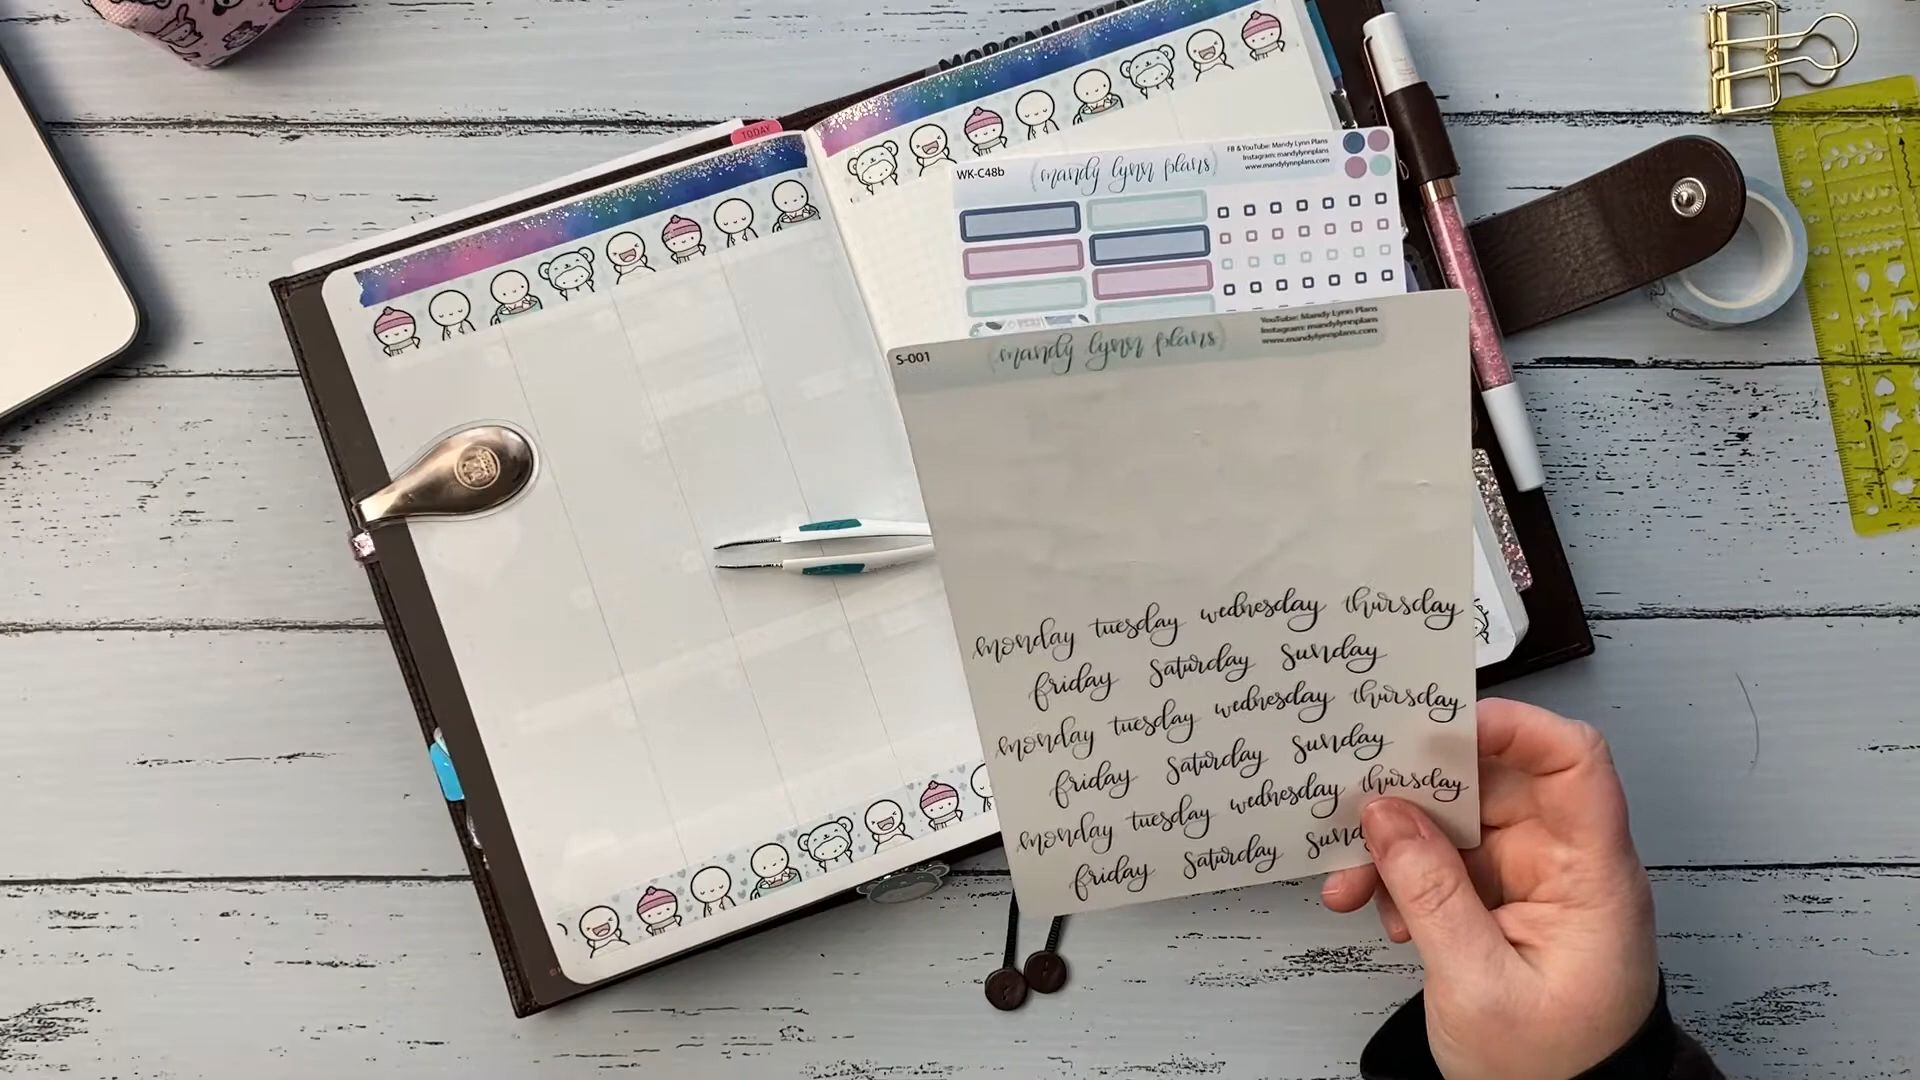 TODAY
WK-C48b
mandy lynn plans
FB & YouTube: Mandy Lynn Plans
Instagram: mandylynnplans
www.mandylynnplans.com
S-001
mandy lynn plans
YouTube: Mandy Lynn Plans
Instagram: mandylynnplans
www.mandylynnplans.com
monday tuesday wednesday thursday
friday saturday sunday
monday tuesday wednesday thursday
friday saturday sunday
monday tuesday wednesday thursday
friday saturday